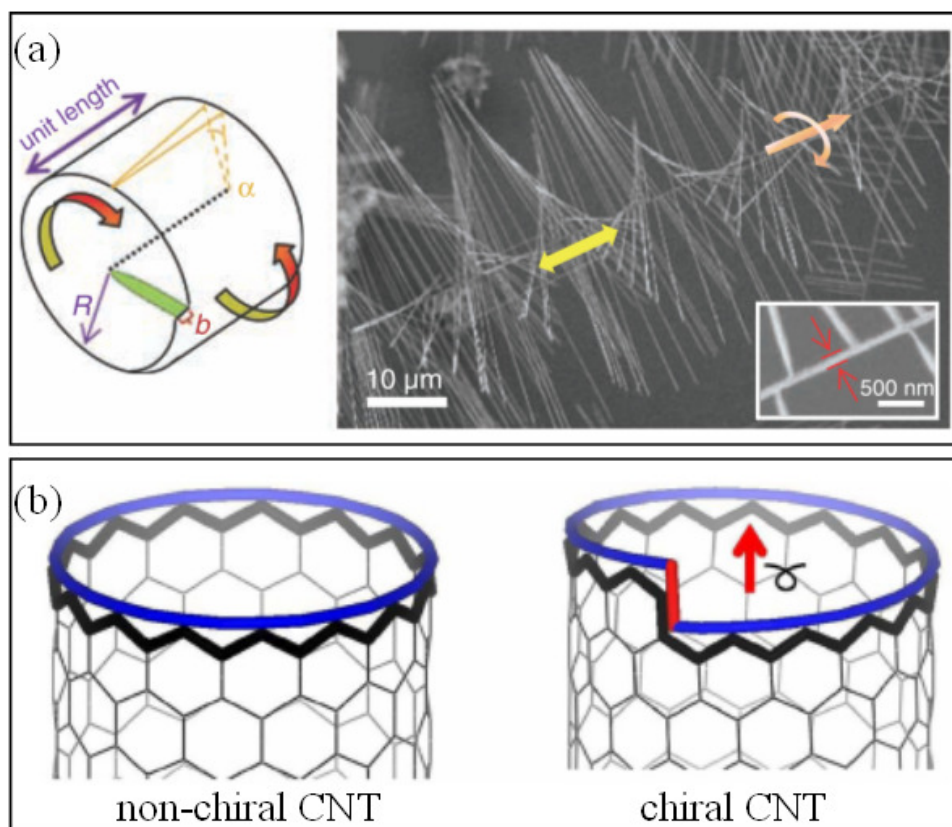 (a)
unit length
α
R
b
10 μm
500 nm
(b)
non-chiral CNT
chiral CNT